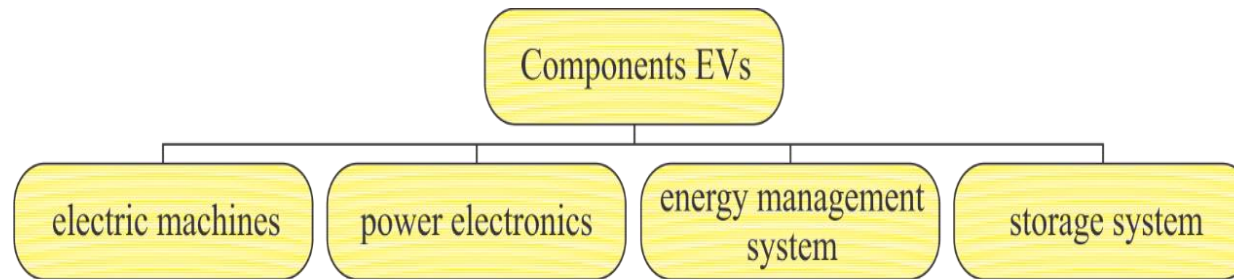 Components EVs
electric machines
power electronics
energy management
system
storage system